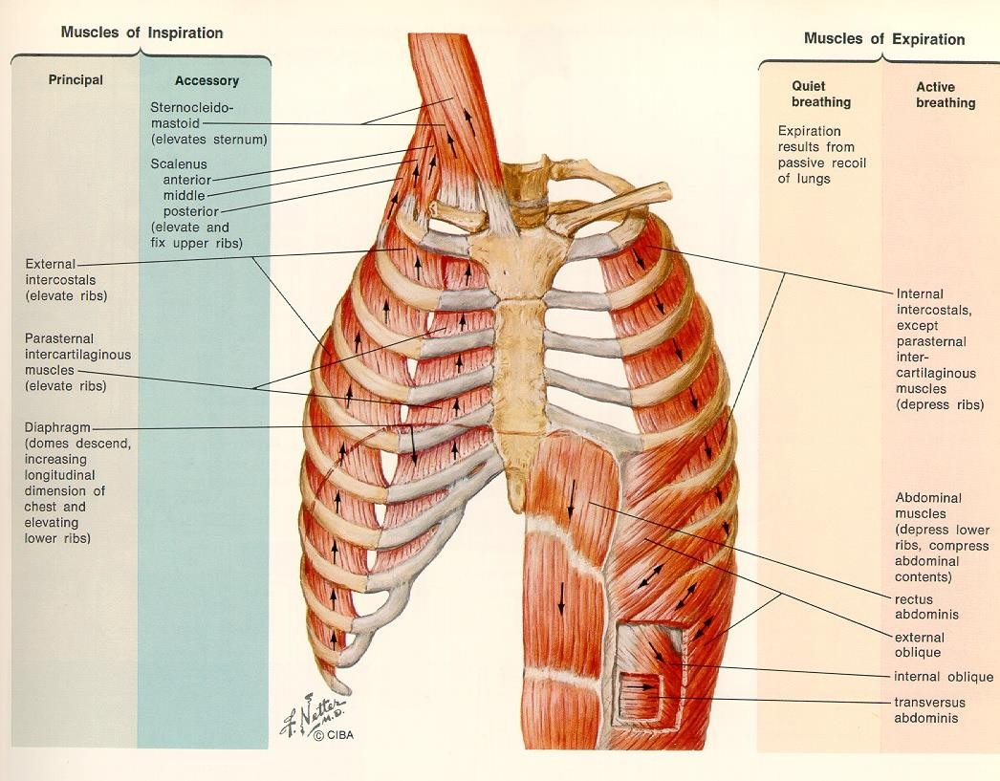 Muscles of Inspiration
Principal
Accessory
Sternocleido-
mastoid
(elevates sternum)
Scalenus
anterior
middle
posterior
(elevate and
fix upper ribs)
External
intercostals
(elevate ribs)
Parasternal
intercartilaginous
muscles
(elevate ribs)
Diaphragm
(domes descend,
increasing
longitudinal
dimension of
chest and
elevating
lower ribs)
Muscles of Expiration
Quiet
breathing
Expiration
results from
passive recoil
of lungs
Active
breathing
Internal
intercostals,
except
parasternal
inter-
cartilaginous
muscles
(depress ribs)
Abdominal
muscles
(depress lower
ribs, compress
abdominal
contents)
rectus
abdominis
external
oblique
internal oblique
transversus
abdominis
F. Netter
M.D.
© CIBA